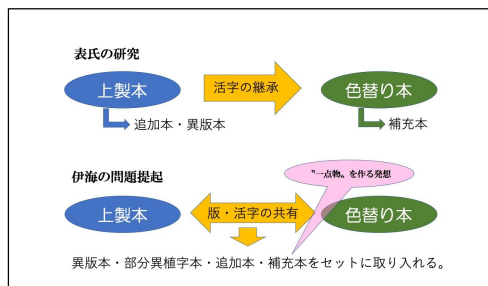 表氏の研究
上製本
活字の継承
色替り本
追加本・異版本
補充本
伊海の問題提起
〝一点物〟を作る発想
上製本
版・活字の共有
色替り本
異版本・部分異植字本・追加本・補充本をセットに取り入れる。